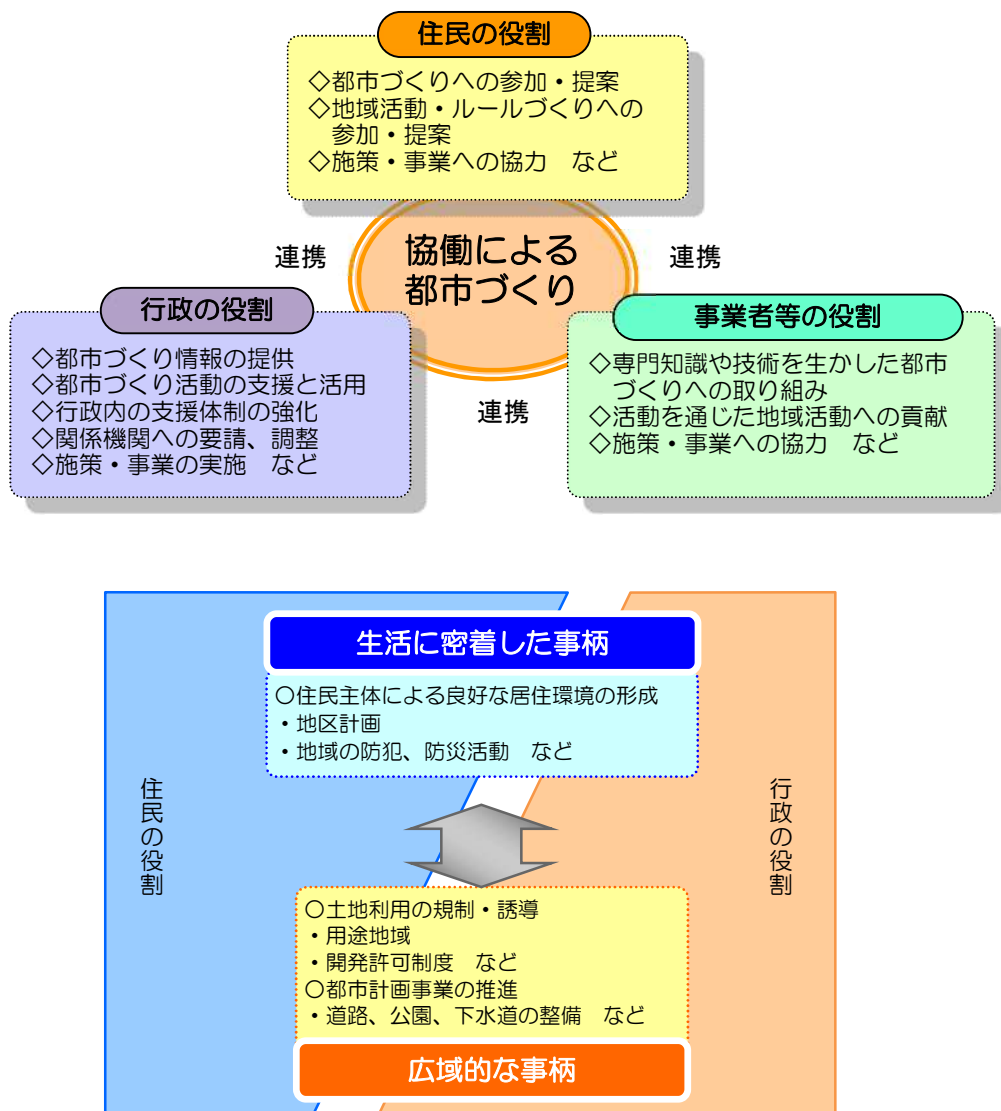 住民の役割
◇都市づくりへの参加・提案
◇地域活動・ルールづくりへの
参加・提案
◇施策・事業への協力　など
連携
協働による
都市づくり
連携
行政の役割
◇都市づくり情報の提供
◇都市づくり活動の支援と活用
◇行政内の支援体制の強化
◇関係機関への要請、調整
◇施策・事業の実施　など
連携
事業者等の役割
◇専門知識や技術を生かした都市
づくりへの取り組み
◇活動を通じた地域活動への貢献
◇施策・事業への協力　など
生活に密着した事柄
○住民主体による良好な居住環境の形成
・地区計画
・地域の防犯、防災活動　など
住民の役割
行政の役割
○土地利用の規制・誘導
・用途地域
・開発許可制度　など
○都市計画事業の推進
・道路、公園、下水道の整備　など
広域的な事柄